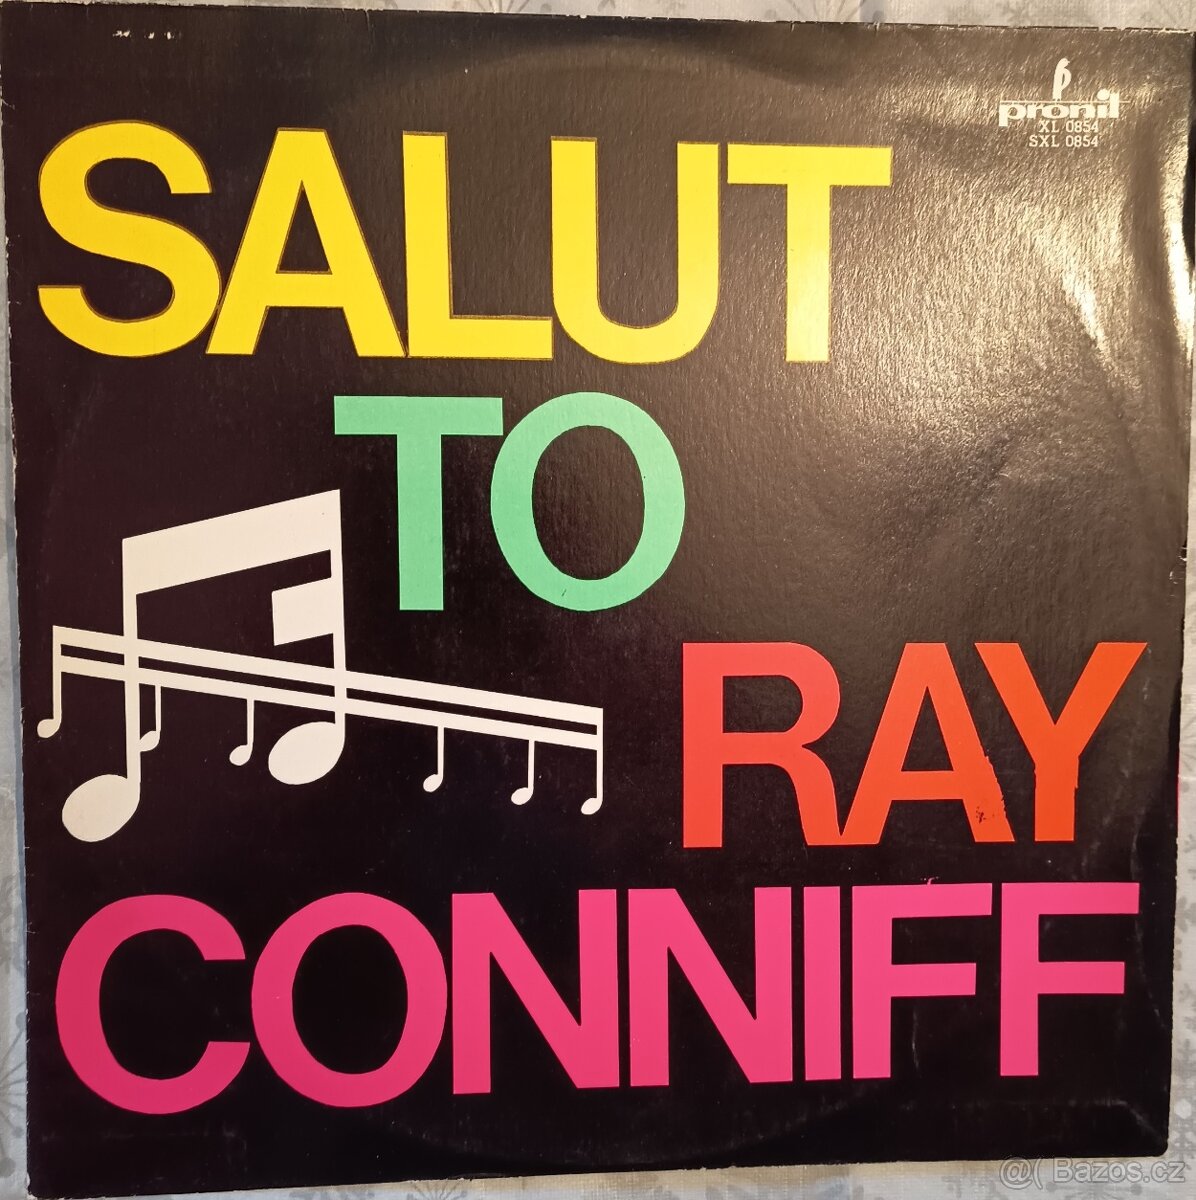 pronit
XL 0854
SXL 0854
SALUT
TO
RAY
CONNIFF
@( Bazos.cz